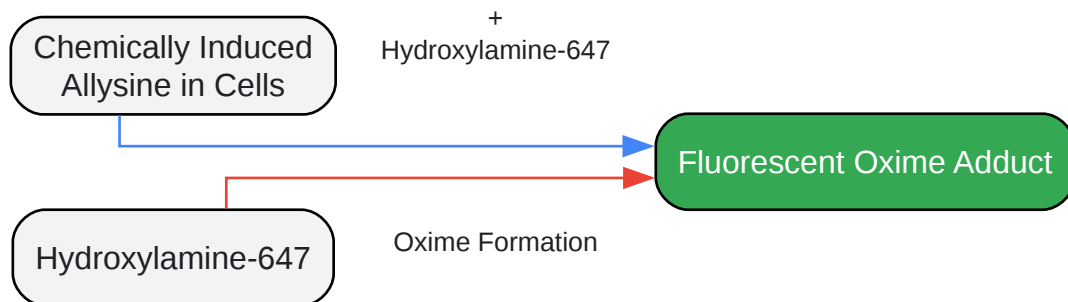 +
Hydroxylamine-647
Chemically Induced
Allysine in Cells
Fluorescent Oxime Adduct
Hydroxylamine-647
Oxime Formation